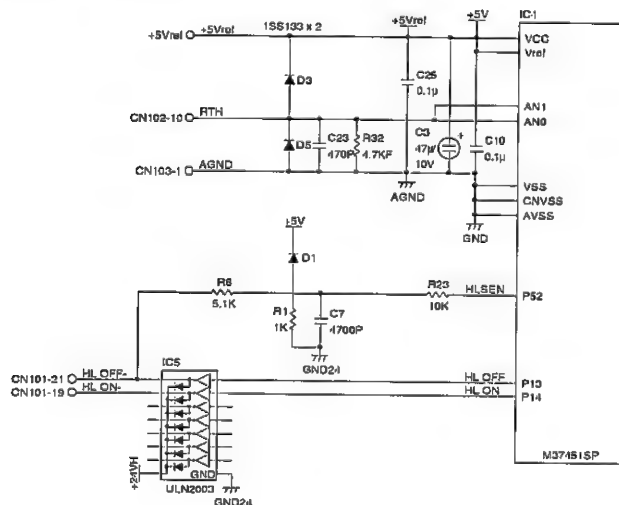 +5Vref
+5V
IC1
+5Vref
+5Vref
1SS133 x 2
VCC
Vref
D3
C25
0.1μ
AN1
CN102-10
RTH
AN0
D5
C23
470P
R32
4.7KF
C3
47μ/
10V
+
C10
0.1μ
CN103-1
AGND
VSS
AGND
CNVSS
AVSS
GND
+5V
D1
R6
5.1K
R23
10K
HLSEN
P52
R1
1K
C7
4700P
GND24
IC5
CN101-21
HL OFF-
HL OFF
P13
CN101-19
HL ON-
HL ON
P14
+24VH
GND
M37451SP
ULN2003
GND24